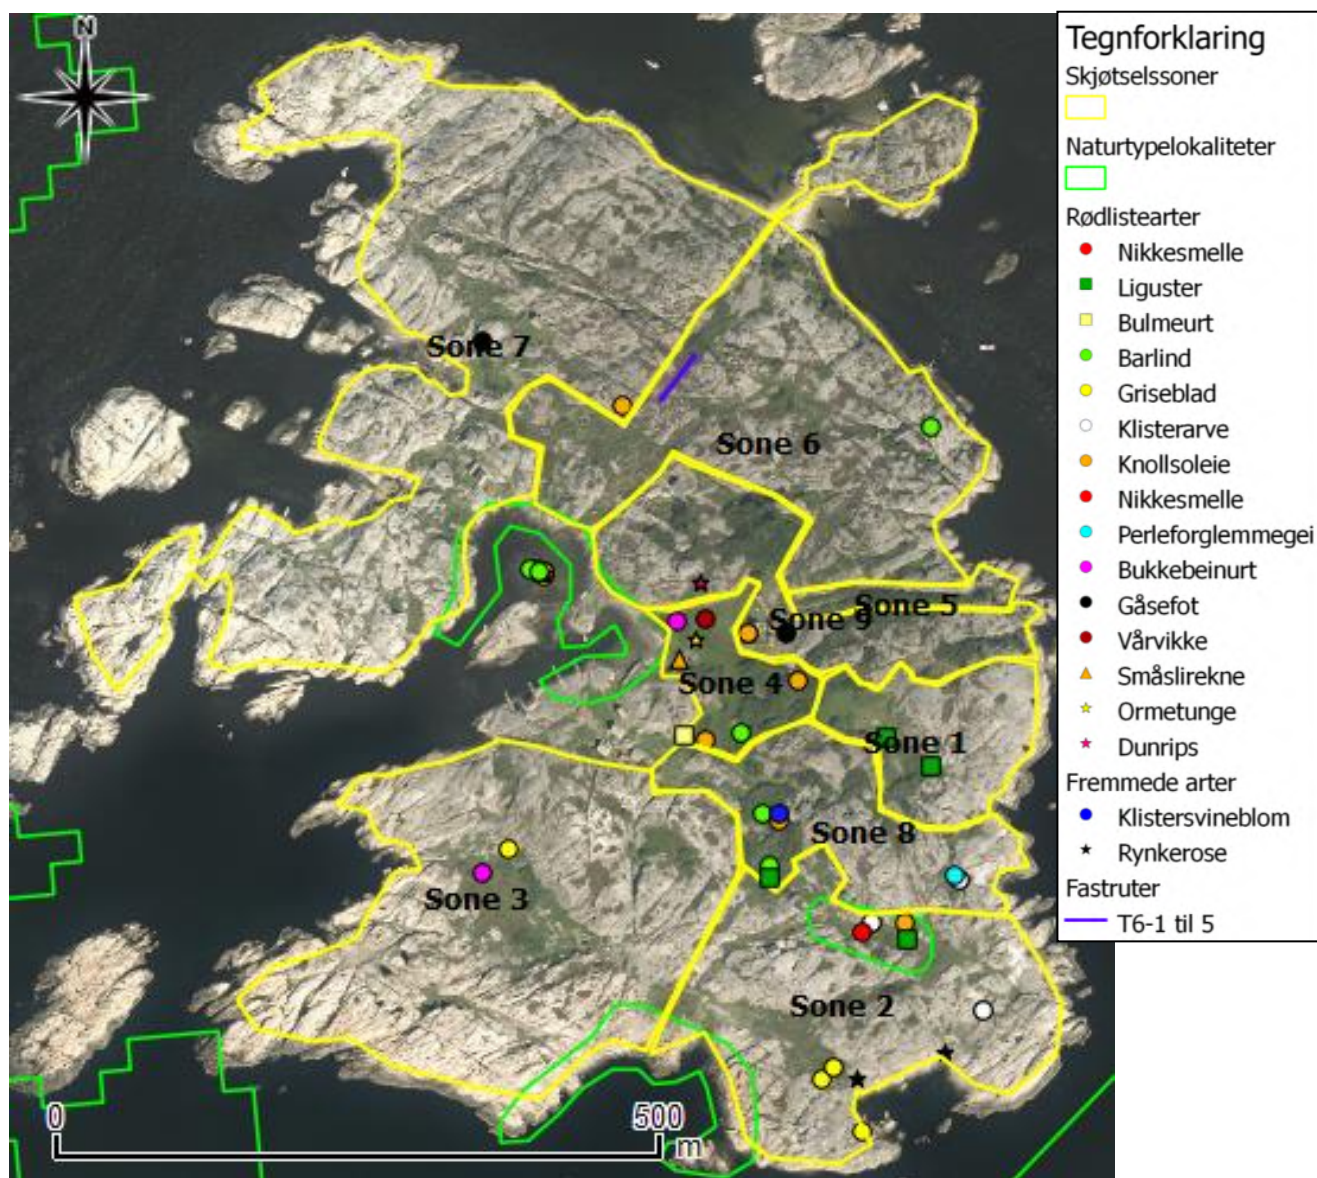 N
Sone 7
Sone 6
Sone 5
Sone 9
Sone 4
Sone 1
Sone 8
Sone 3
Sone 2
0
500
m
Tegnforklaring
Skjøtselssoner
Naturtypelokaliteter
Rødlistearter
Nikkesmelle
Liguster
Bulmeurt
Barlind
Griseblad
Klisterarve
Knollsoleie
Nikkesmelle
Perleforglemmegei
Bukkebeinurt
Gåsefot
Vårvikke
Småslirekne
Ormetunge
Dunrips
Fremmede arter
Klistersvineblom
Rynkerose
Fastruter
T6-1 til 5